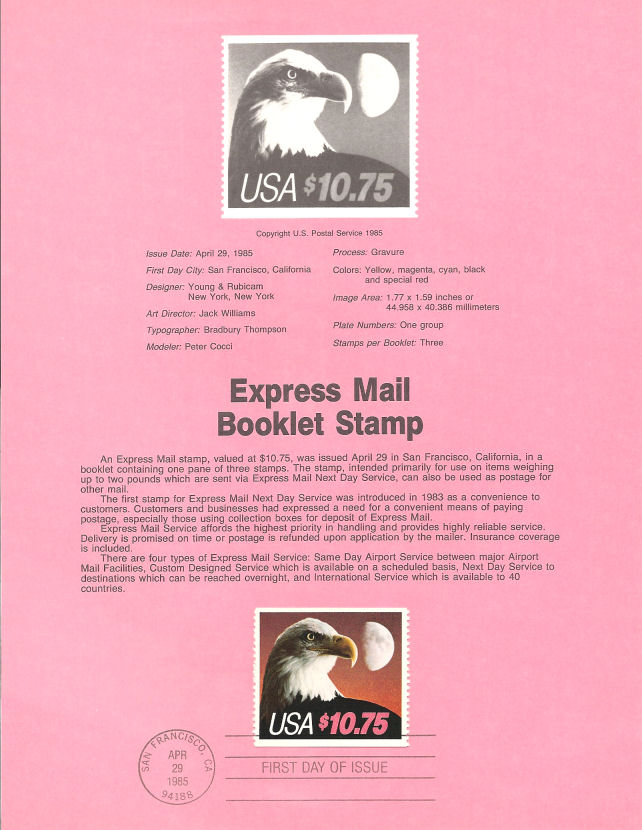 USA $10.75
Copyright U.S. Postal Service 1985
Issue Date: April 29, 1985
First Day City: San Francisco, California
Designer: Young & Rubicam
New York, New York
Art Director: Jack Williams
Typographer: Bradbury Thompson
Modeler: Peter Cocci
Process: Gravure
Colors: Yellow, magenta, cyan, black
and special red
Image Area: 1.77 x 1.59 inches or
44.958 x 40.386 millimeters
Plate Numbers: One group
Stamps per Booklet: Three
Express Mail
Booklet Stamp
An Express Mail stamp, valued at $10.75, was issued April 29 in San Francisco, California, in a
booklet containing one pane of three stamps. The stamp, intended primarily for use on items weighing
up to two pounds which are sent via Express Mail Next Day Service, can also be used as postage for
other mail.
The first stamp for Express Mail Next Day Service was introduced in 1983 as a convenience to
customers. Customers and businesses had expressed a need for a convenient means of paying
postage, especially those using collection boxes for deposit of Express Mail.
Express Mail Service affords the highest priority in handling and provides highly reliable service.
Delivery is promised on time or postage is refunded upon application by the mailer. Insurance coverage
is included.
There are four types of Express Mail Service: Same Day Airport Service between major Airport
Mail Facilities, Custom Designed Service which is available on a scheduled basis, Next Day Service to
destinations which can be reached overnight, and International Service which is available to 40
countries.
USA $10.75
SAN FRANCISCO, CA
APR
29
1985
94188
FIRST DAY OF ISSUE